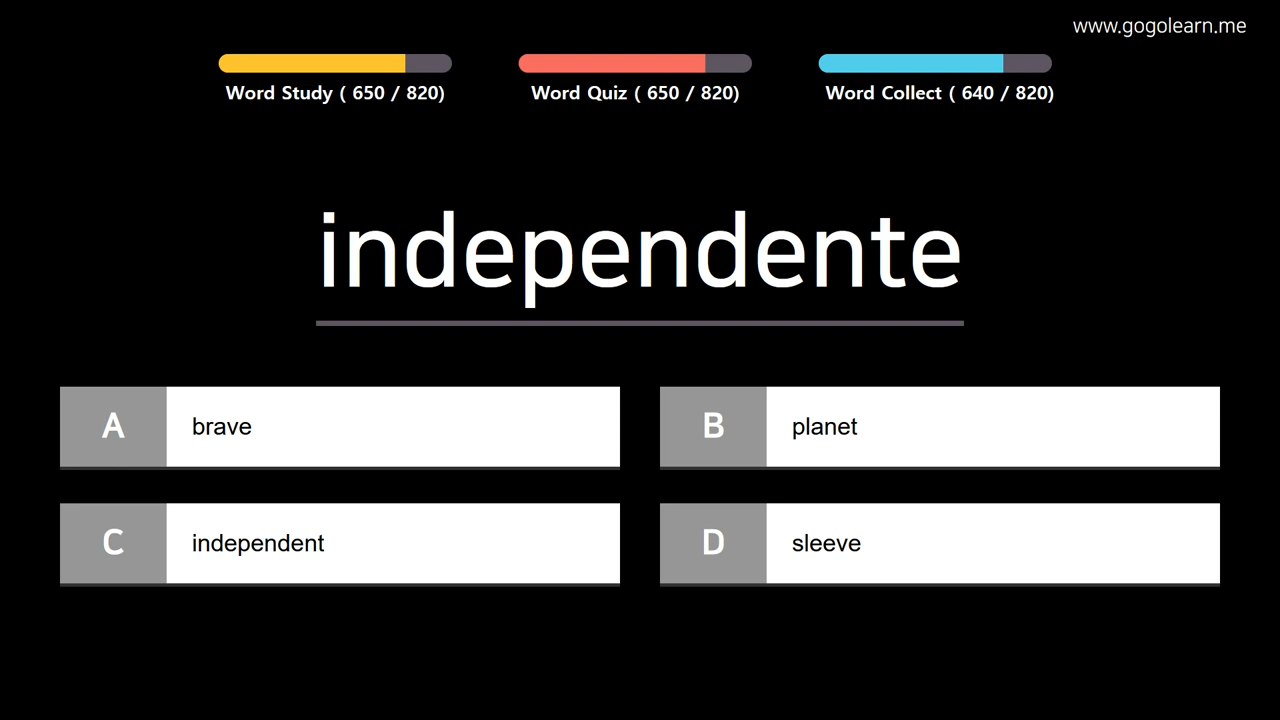 www.gogolearn.me
Word Study ( 650 / 820)
Word Quiz ( 650 / 820)
Word Collect ( 640 / 820)
independente
A brave
B planet
C independent
D sleeve